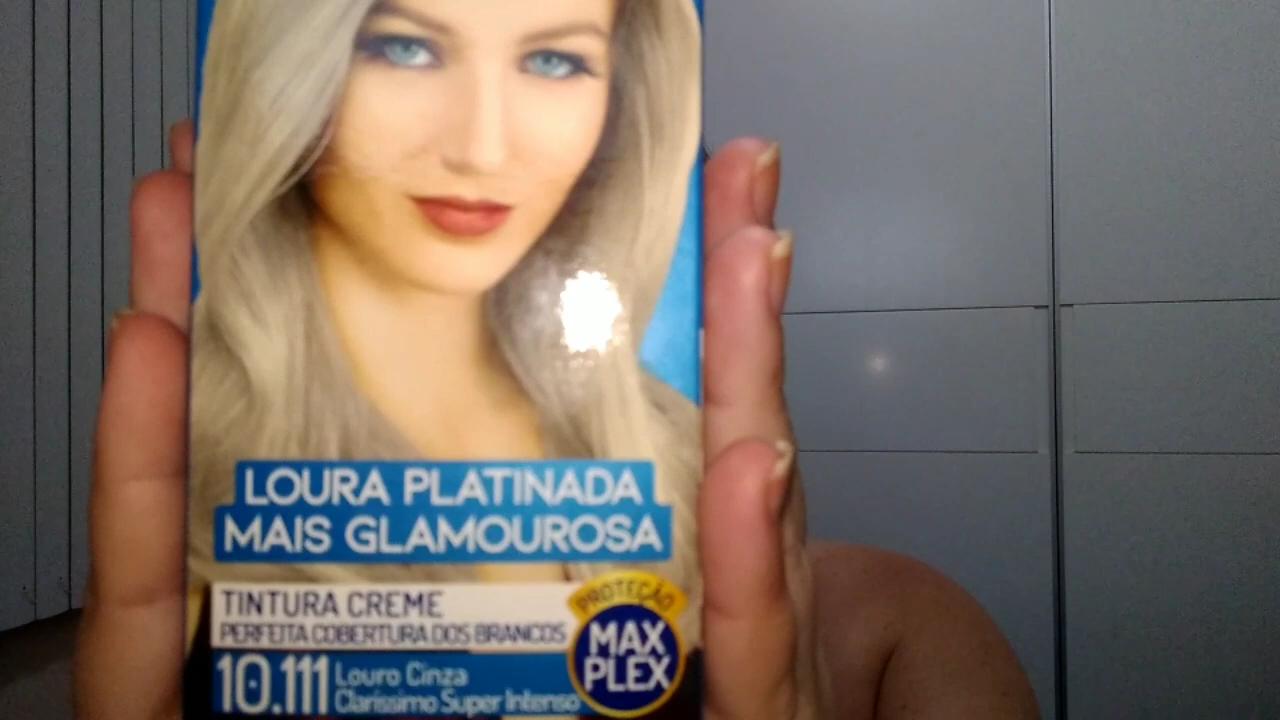 LOURA PLATINADA
MAIS GLAMOUROSA
TINTURA CREME
PERFEITA COBERTURA DOS BRANCOS
10.111 Louro Cinza
Claríssimo Super Intenso
PROTEÇÃO
MAX
PLEX